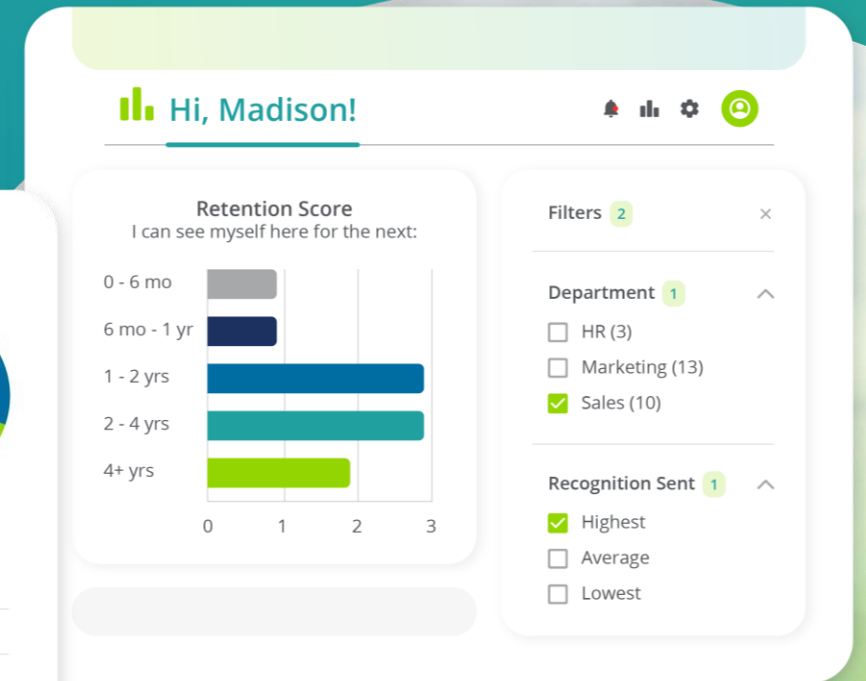 Hi, Madison!
Retention Score
I can see myself here for the next:
0 - 6 mo
6 mo - 1 yr
1 - 2 yrs
2 - 4 yrs
4+ yrs
0 1 2 3
Filters 2
Department 1
HR (3)
Marketing (13)
Sales (10)
Recognition Sent 1
Highest
Average
Lowest